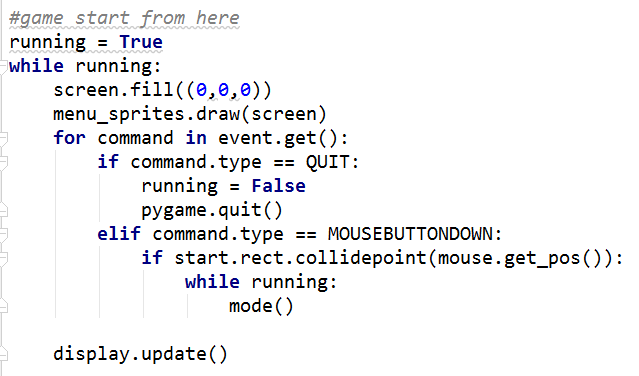 #game start from here
running = True
while running:
    screen.fill((0,0,0))
    menu_sprites.draw(screen)
    for command in event.get():
        if command.type == QUIT:
            running = False
            pygame.quit()
        elif command.type == MOUSEBUTTONDOWN:
            if start.rect.collidepoint(mouse.get_pos()):
                while running:
                    mode()
    display.update()